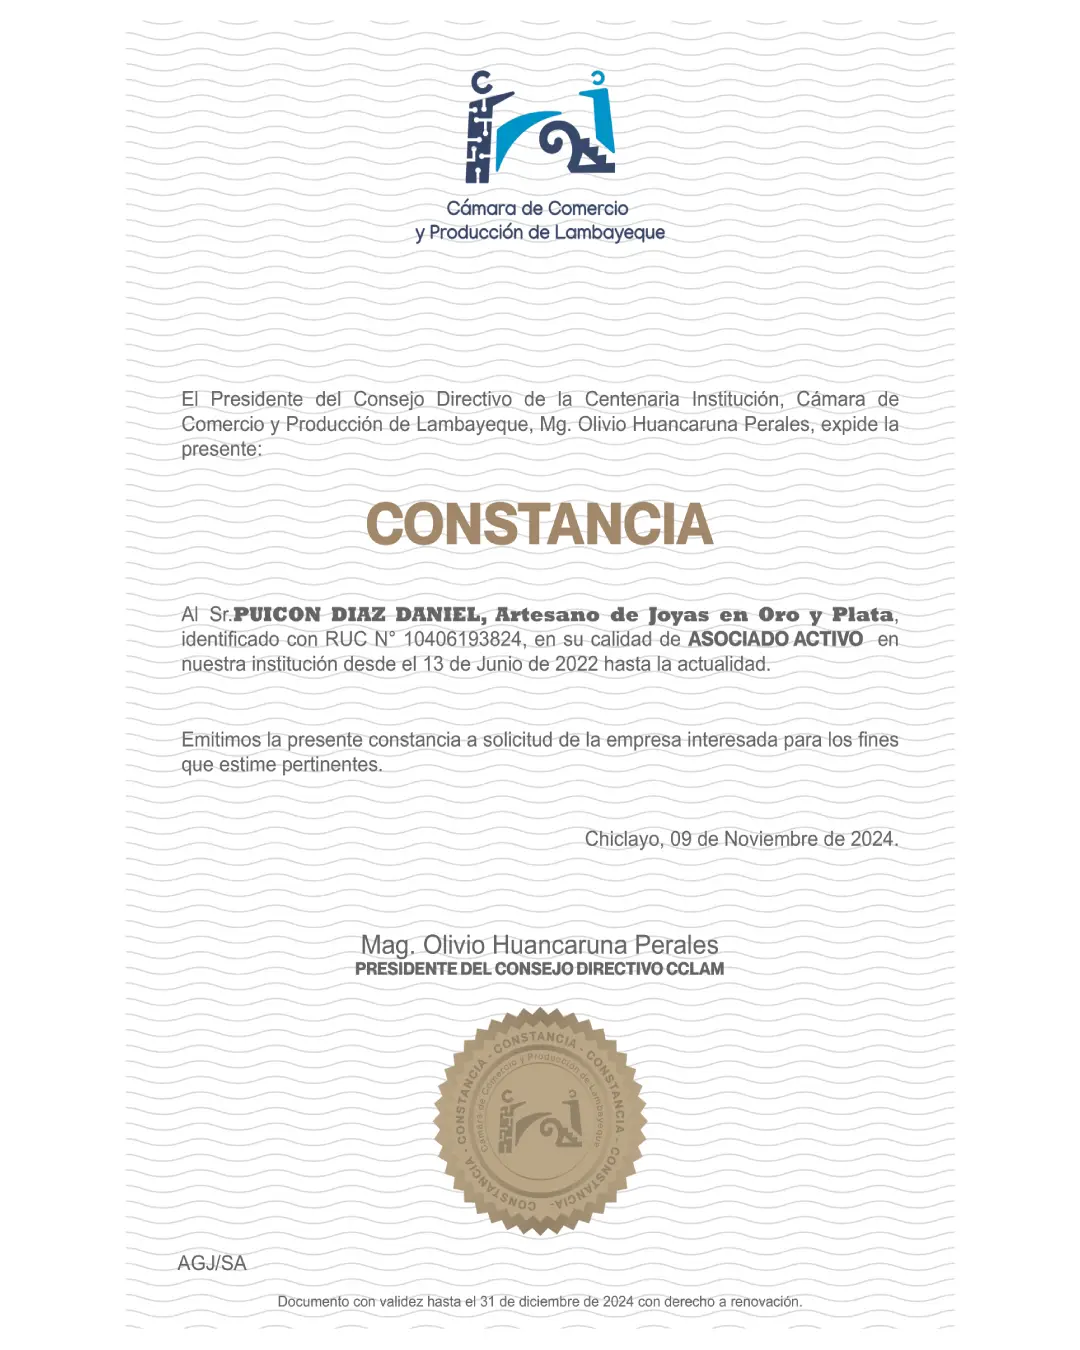 Cámara de Comercio
y Producción de Lambayeque
El Presidente del Consejo Directivo de la Centenaria Institución, Cámara de
Comercio y Producción de Lambayeque, Mg. Olivio Huancaruna Perales, expide la
presente:
CONSTANCIA
Al Sr.PUICON DIAZ DANIEL, Artesano de Joyas en Oro y Plata,
identificado con RUC N° 10406193824, en su calidad de ASOCIADO ACTIVO en
nuestra institución desde el 13 de Junio de 2022 hasta la actualidad.
Emitimos la presente constancia a solicitud de la empresa interesada para los fines
que estime pertinentes.
Chiclayo, 09 de Noviembre de 2024.
Mag. Olivio Huancaruna Perales
PRESIDENTE DEL CONSEJO DIRECTIVO CCLAM
CONSTANCIA - CONSTANCIA - CONSTANCIA - CONSTANCIA- CONSTANCIA -
Cámara de Comercio y Producción de Lambayeque
AGJ/SA
Documento con validez hasta el 31 de diciembre de 2024 con derecho a renovación.